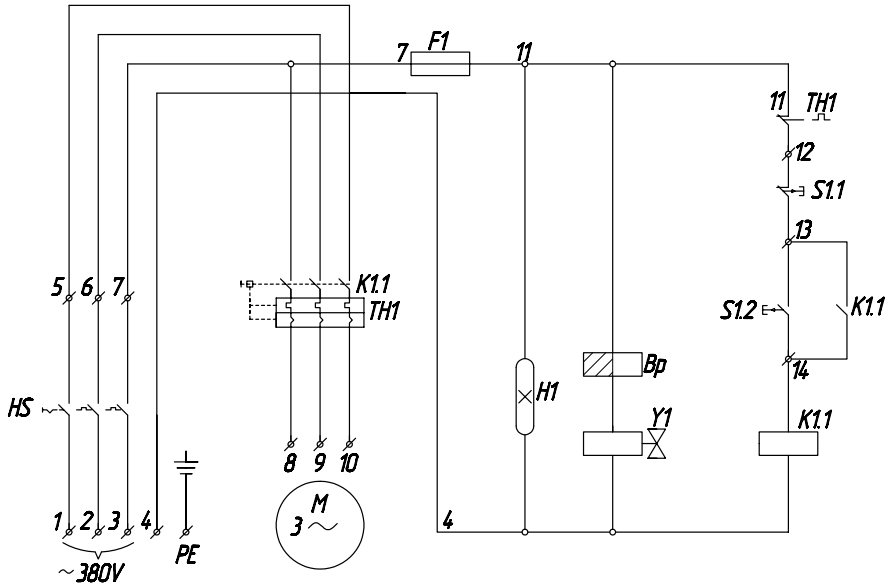 7 F1 11
11 TH1
12
S1.1
13
5 6 7
K1.1
TH1
S1.2 K1.1
14
Bp
H1
HS
Y1
K1.1
8 9 10
M
3 ~
1 2 3 4 4
PE
~380V